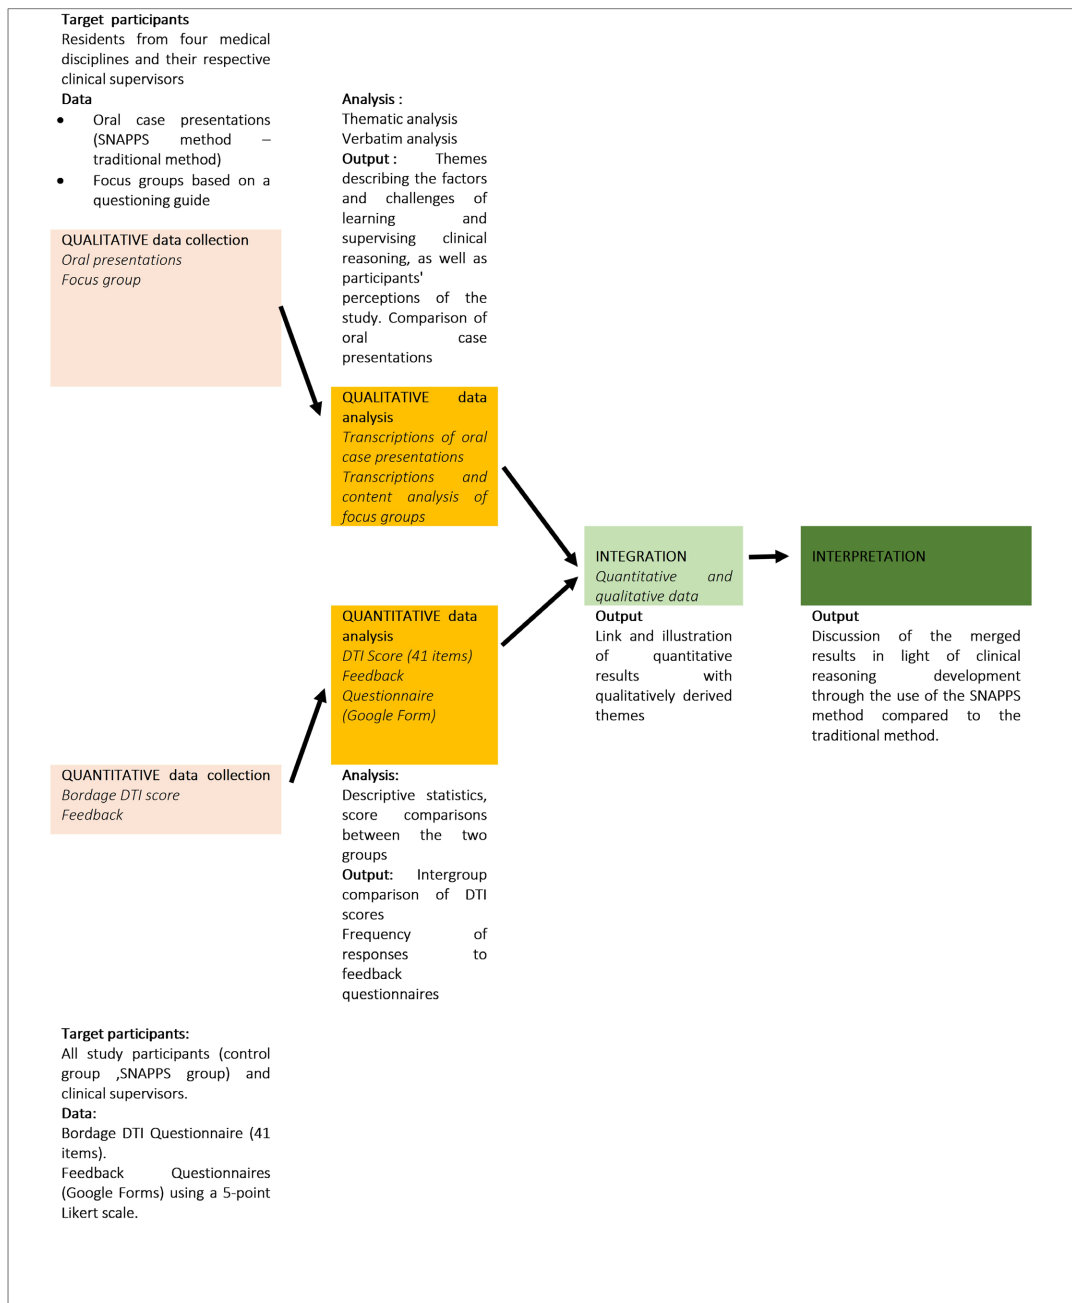 Target participants
Residents from four medical
disciplines and their respective
clinical supervisors
Data
• Oral case presentations
(SNAPPS method –
traditional method)
• Focus groups based on a
questioning guide
QUALITATIVE data collection
Oral presentations
Focus group
Analysis :
Thematic analysis
Verbatim analysis
Output : Themes
describing the factors
and challenges of
learning and
supervising clinical
reasoning, as well as
participants'
perceptions of the
study. Comparison of
oral case
presentations
QUALITATIVE data
analysis
Transcriptions of oral
case presentations
Transcriptions and
content analysis of
focus groups
QUANTITATIVE data
analysis
DTI Score (41 items)
Feedback
Questionnaire
(Google Form)
Analysis:
Descriptive statistics,
score comparisons
between the two
groups
Output: Intergroup
comparison of DTI
scores
Frequency of
responses to
feedback
questionnaires
QUANTITATIVE data collection
Bordage DTI score
Feedback
Target participants:
All study participants (control
group ,SNAPPS group) and
clinical supervisors.
Data:
Bordage DTI Questionnaire (41
items).
Feedback Questionnaires
(Google Forms) using a 5-point
Likert scale.
INTEGRATION
Quantitative and
qualitative data
Output
Link and illustration
of quantitative
results with
qualitatively derived
themes
INTERPRETATION
Output
Discussion of the merged
results in light of clinical
reasoning development
through the use of the SNAPPS
method compared to the
traditional method.